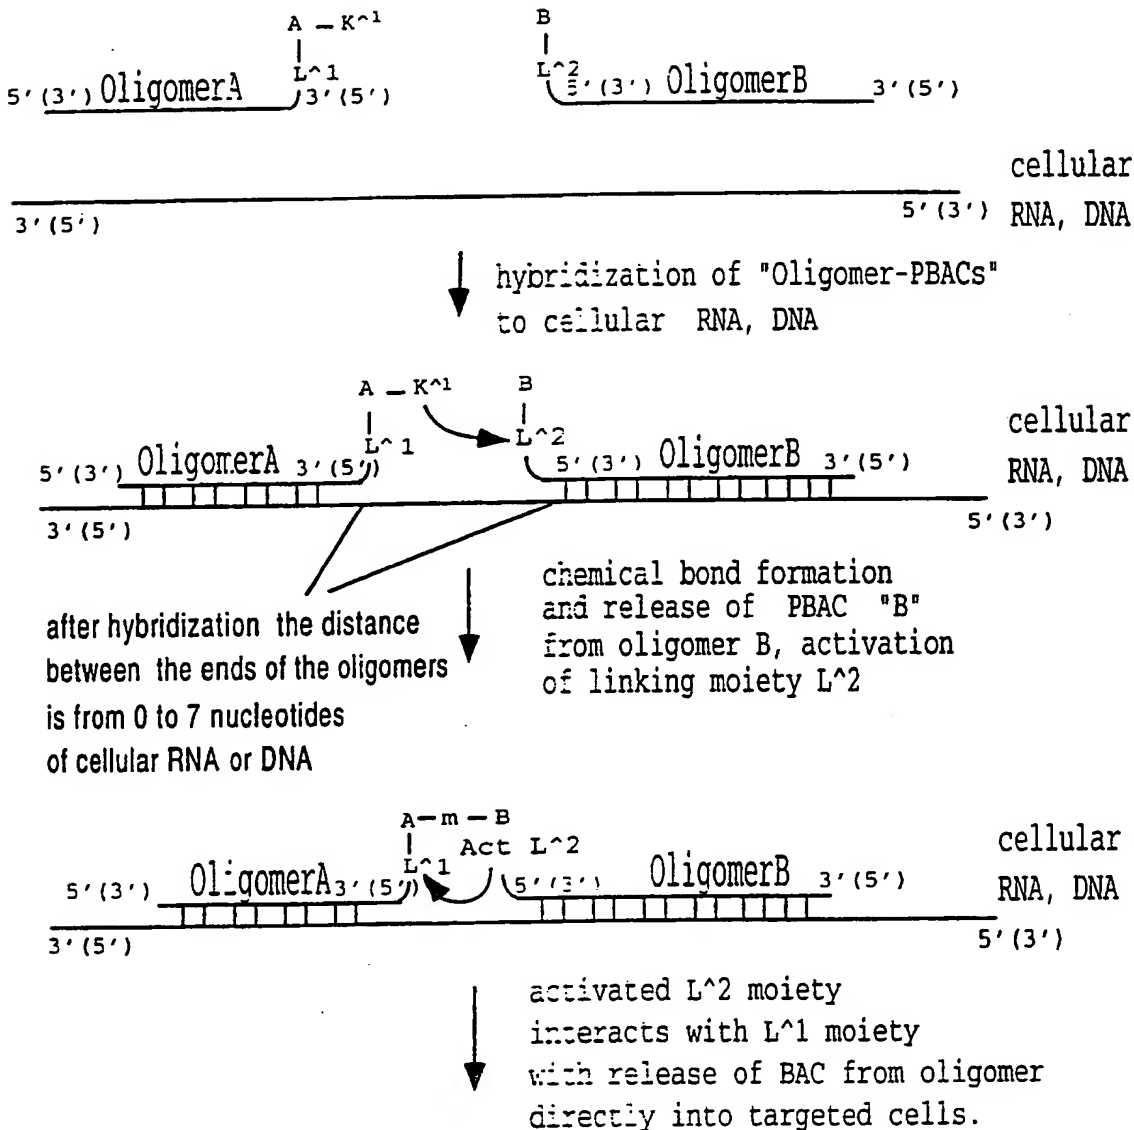 A – K^1
B
L^1
L^2
5'(3') OligomerA 3'(5')
5'(3') OligomerB 3'(5')
cellular
RNA, DNA
3'(5')
5'(3')
hybridization of "Oligomer-PBACs"
to cellular RNA, DNA
A – K^1
B
L^1
L^2
5'(3') OligomerA 3'(5')
5'(3') OligomerB 3'(5')
cellular
RNA, DNA
3'(5')
5'(3')
after hybridization the distance
between the ends of the oligomers
is from 0 to 7 nucleotides
of cellular RNA or DNA
chemical bond formation
and release of PBAC "B"
from oligomer B, activation
of linking moiety L^2
A–m–B
L^1
Act L^2
5'(3') OligomerA 3'(5')
5'(3') OligomerB 3'(5')
cellular
RNA, DNA
3'(5')
5'(3')
activated L^2 moiety
interacts with L^1 moiety
with release of BAC from oligomer
directly into targeted cells.